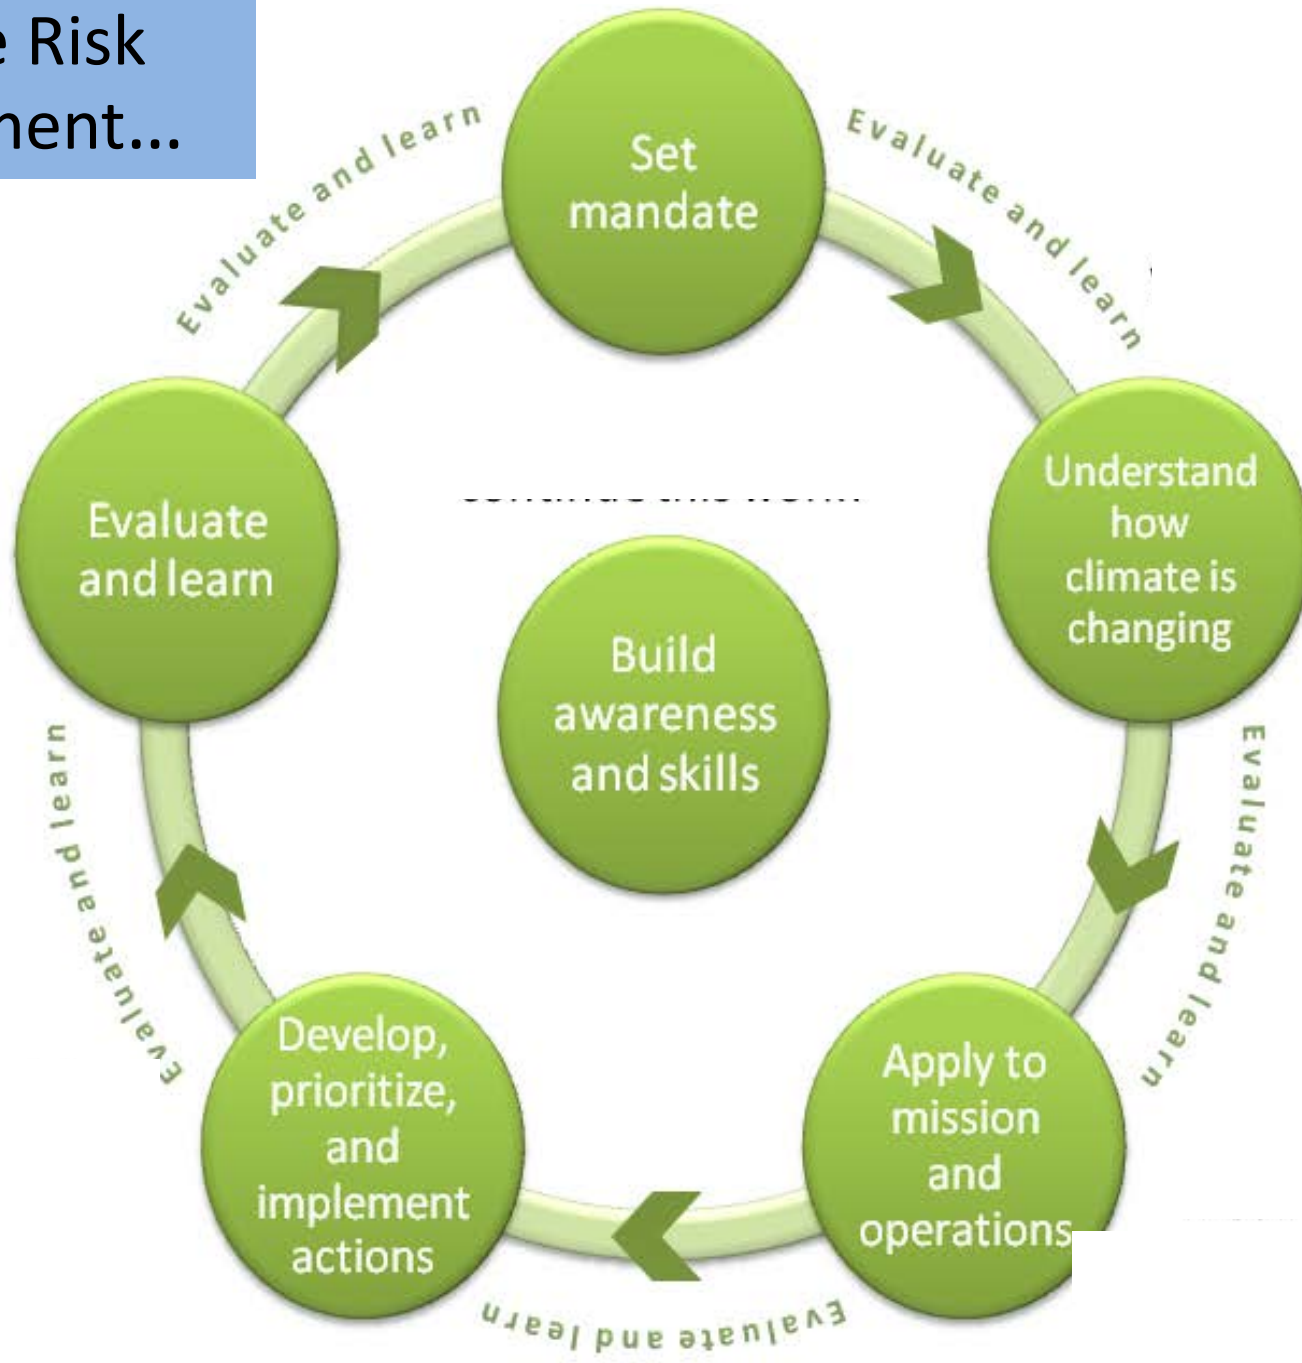 Risk
...
Evaluate and learn
Set
mandate
Evaluate and learn
Understand
how
climate is
changing
Evaluate and learn
Apply to
mission
and
operations
Evaluate and learn
Develop,
prioritize,
and
implement
actions
Evaluate and learn
Evaluate
and learn
Build
awareness
and skills